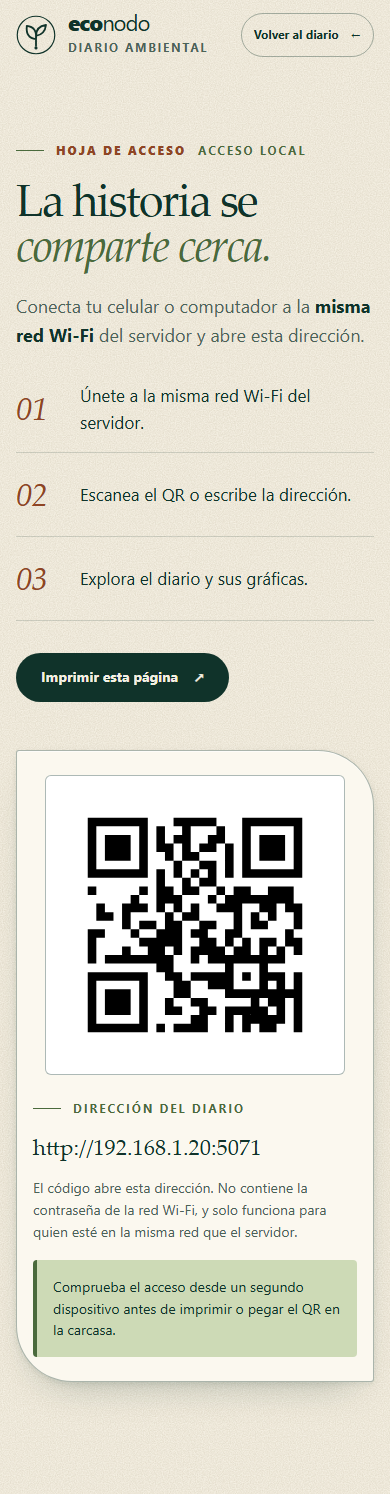 econodo
DIARIO AMBIENTAL
Volver al diario ←
HOJA DE ACCESO ACCESO LOCAL
La historia se
comparte cerca.
Conecta tu celular o computador a la misma
red Wi-Fi del servidor y abre esta dirección.
01 Únete a la misma red Wi-Fi del
servidor.
02 Escanea el QR o escribe la dirección.
03 Explora el diario y sus gráficas.
Imprimir esta página ↗
DIRECCIÓN DEL DIARIO
http://192.168.1.20:5071
El código abre esta dirección. No contiene la
contraseña de la red Wi-Fi, y solo funciona para
quien esté en la misma red que el servidor.
Comprueba el acceso desde un segundo
dispositivo antes de imprimir o pegar el QR en
la carcasa.